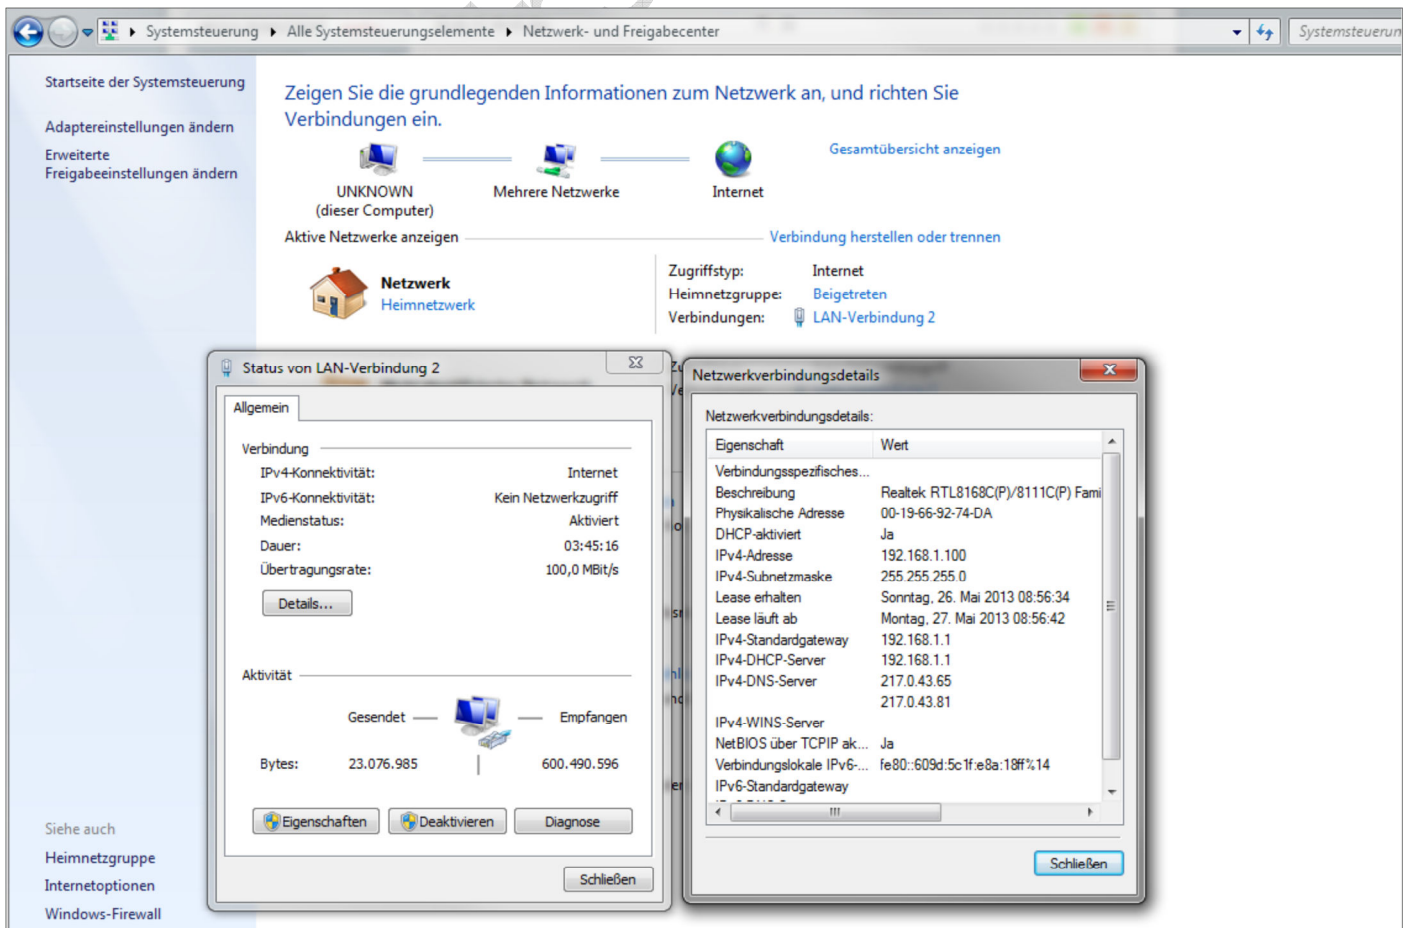 Systemsteuerung ▸ Alle Systemsteuerungselemente ▸ Netzwerk- und Freigabecenter
Startseite der Systemsteuerung
Adaptereinstellungen ändern
Erweiterte
Freigabeeinstellungen ändern
Zeigen Sie die grundlegenden Informationen zum Netzwerk an, und richten Sie
Verbindungen ein.
Gesamtübersicht anzeigen
UNKNOWN
(dieser Computer)
Mehrere Netzwerke
Internet
Aktive Netzwerke anzeigen
Verbindung herstellen oder trennen
Netzwerk
Heimnetzwerk
Zugriffstyp: Internet
Heimnetzgruppe: Beigetreten
Verbindungen: LAN-Verbindung 2
Status von LAN-Verbindung 2
Allgemein
Verbindung
IPv4-Konnektivität: Internet
IPv6-Konnektivität: Kein Netzwerkzugriff
Medienstatus: Aktiviert
Dauer: 03:45:16
Übertragungsrate: 100,0 MBit/s
Details...
Aktivität
Gesendet
Empfangen
Bytes: 23.076.985 600.490.596
Eigenschaften
Deaktivieren
Diagnose
Schließen
Netzwerkverbindungsdetails
Netzwerkverbindungsdetails:
Eigenschaft Wert
Verbindungsspezifisches...
Beschreibung Realtek RTL8168C(P)/8111C(P) Fami
Physikalische Adresse 00-19-66-92-74-DA
DHCP-aktiviert Ja
IPv4-Adresse 192.168.1.100
IPv4-Subnetzmaske 255.255.255.0
Lease erhalten Sonntag, 26. Mai 2013 08:56:34
Lease läuft ab Montag, 27. Mai 2013 08:56:42
IPv4-Standardgateway 192.168.1.1
IPv4-DHCP-Server 192.168.1.1
IPv4-DNS-Server 217.0.43.65
217.0.43.81
IPv4-WINS-Server
NetBIOS über TCPIP ak... Ja
Verbindungslokale IPv6-... fe80::609d:5c1f:e8a:18ff%14
IPv6-Standardgateway
Schließen
Siehe auch
Heimnetzgruppe
Internetoptionen
Windows-Firewall